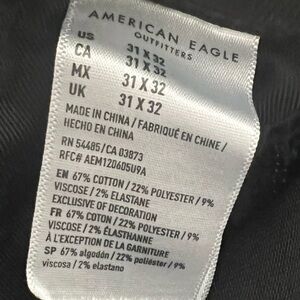 AMERICAN EAGLE
OUTFITTERS
US 31 X 32
CA 31 X 32
MX 31 X 32
UK 31 X 32
MADE IN CHINA / FABRIQUÉ EN CHINE /
HECHO EN CHINA
RN 54485 / CA 03873
RFC# AEM120605U9A
EN 67% COTTON / 22% POLYESTER / 9%
VISCOSE / 2% ELASTANE
EXCLUSIVE OF DECORATION
FR 67% COTON / 22% POLYESTER / 9%
VISCOSE / 2% ÉLASTHANNE
À L'EXCEPTION DE LA GARNITURE
SP 67% algodón / 22% poliéster / 9%
viscosa / 2% elastano